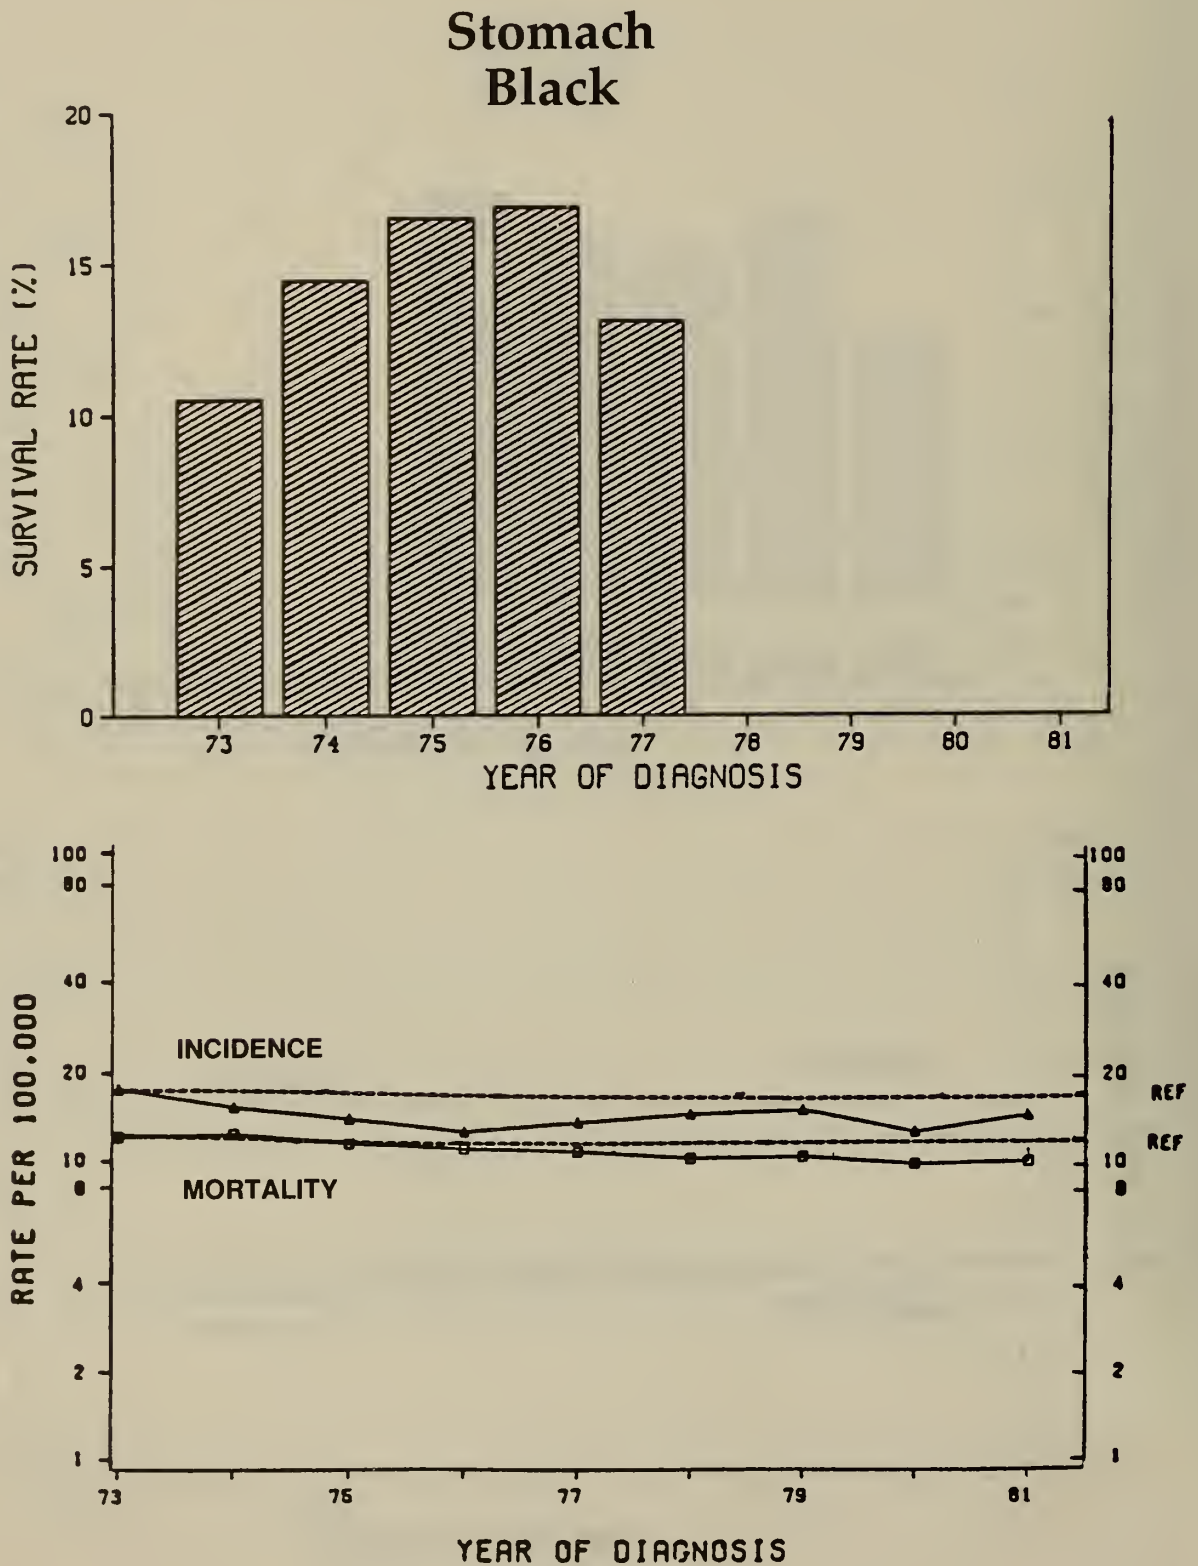 Stomach
Black
SURVIVAL RATE (%)
20
15
10
5
0
73 74 75 76 77 78 79 80 81
YEAR OF DIAGNOSIS
RATE PER 100,000
100 100
80 80
40 40
INCIDENCE
20 20
REF
REF
10 10
8 8
MORTALITY
4 4
2 2
1 1
73 75 77 79 81
YEAR OF DIAGNOSIS